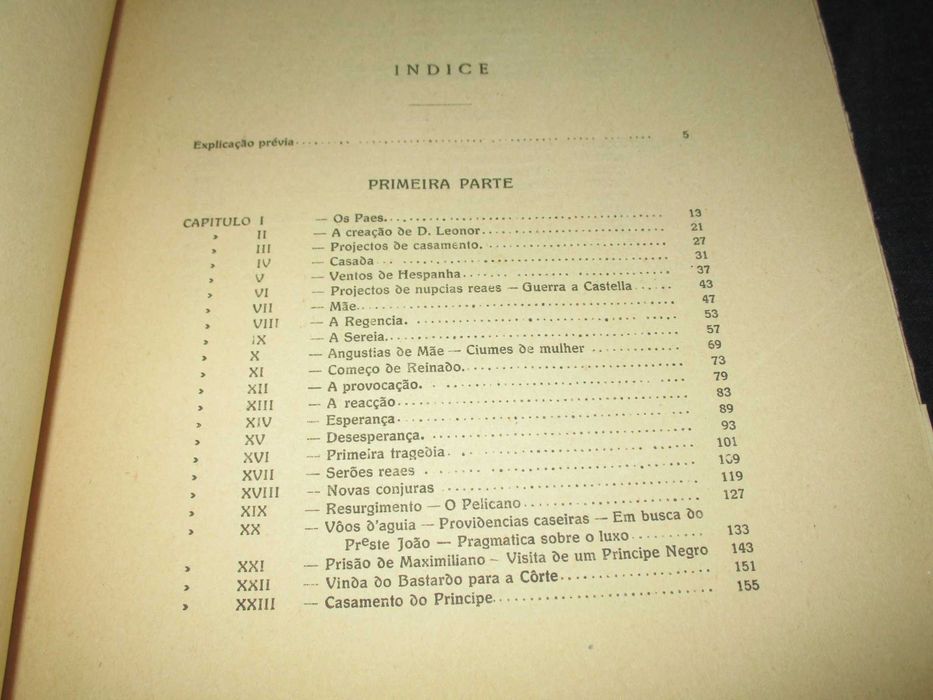 INDICE
Explicação prévia 5
PRIMEIRA PARTE
CAPITULO I — Os Paes. 13
» II — A creação de D. Leonor 21
» III — Projectos de casamento. 27
» IV — Casada 31
» V — Ventos de Hespanha 37
» VI — Projectos de nupcias reaes — Guerra a Castella 43
» VII — Mãe 47
» VIII — A Regencia. 53
» IX — A Sereia. 57
» X — Angustias de Mãe — Ciumes de mulher 69
» XI — Começo de Reinado. 73
» XII — A provocação. 79
» XIII — A reacção 83
» XIV — Esperança 89
» XV — Desesperança. 93
» XVI — Primeira tragedia 101
» XVII — Serões reaes 109
» XVIII — Novas conjuras 119
» XIX — Resurgimento — O Pelicano 127
» XX — Vôos d'aguia — Providencias caseiras — Em busca do
Preste João — Pragmatica sobre o luxo 133
» XXI — Prisão de Maximiliano — Visita de um Principe Negro 143
» XXII — Vinda do Bastardo para a Côrte 151
» XXIII — Casamento do Principe 155